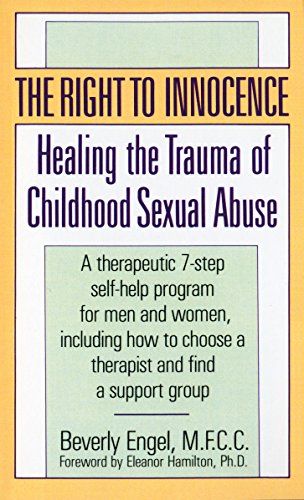 THE RIGHT TO INNOCENCE
Healing the Trauma of
Childhood Sexual Abuse
A therapeutic 7-step
self-help program
for men and women,
including how to choose a
therapist and find
a support group
Beverly Engel, M.F.C.C.
Foreword by Eleanor Hamilton, Ph.D.